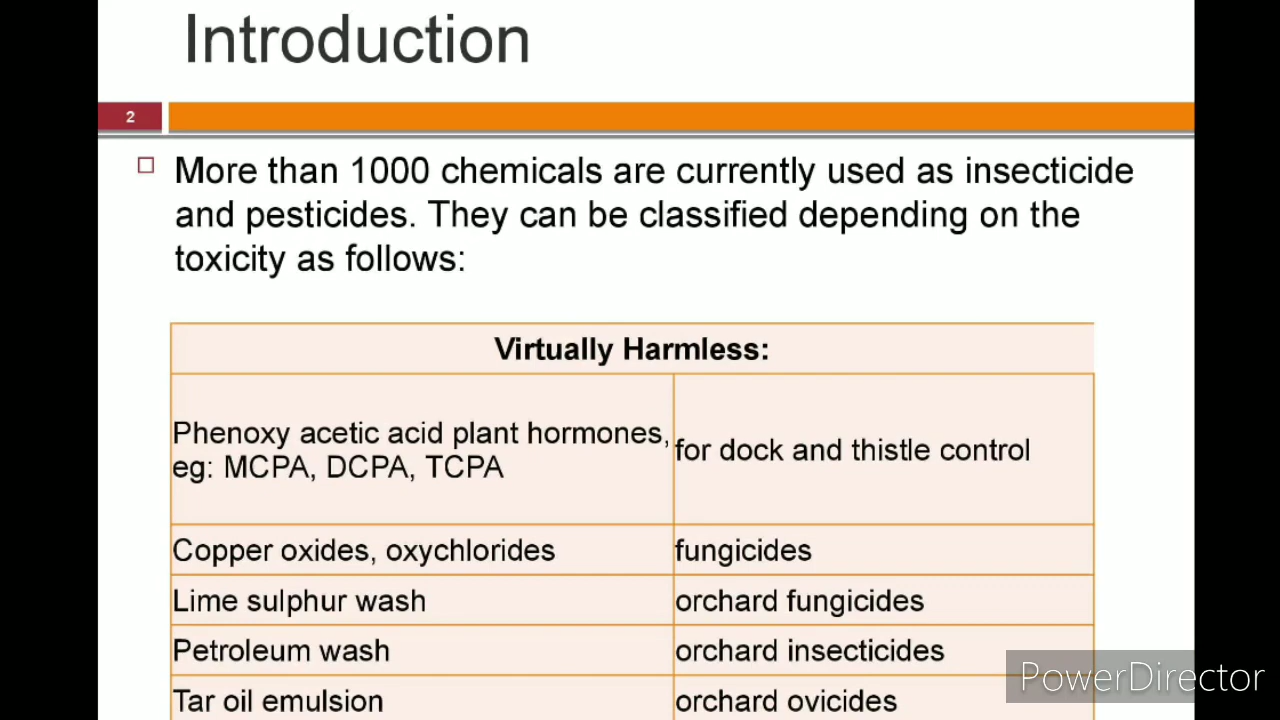 Introduction
2
More than 1000 chemicals are currently used as insecticide
and pesticides. They can be classified depending on the
toxicity as follows:
Virtually Harmless:
Phenoxy acetic acid plant hormones,
eg: MCPA, DCPA, TCPA
for dock and thistle control
Copper oxides, oxychlorides
fungicides
Lime sulphur wash
orchard fungicides
Petroleum wash
orchard insecticides
Tar oil emulsion
orchard ovicides
PowerDirector